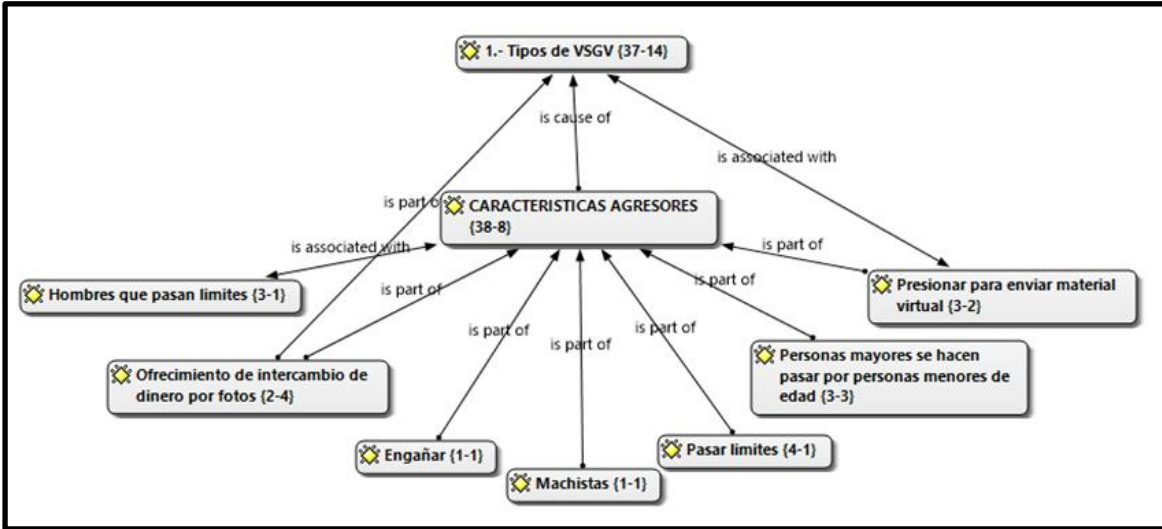 1.- Tipos de VSGV {37-14}
is cause of
is associated with
is part o
CARACTERISTICAS AGRESORES
{38-8}
is associated with
is part of
Hombres que pasan limites {3-1}
is part of
Presionar para enviar material
virtual {3-2}
is part of
is part of
is part of
is part of
Ofrecimiento de intercambio de
dinero por fotos {2-4}
Personas mayores se hacen
pasar por personas menores de
edad {3-3}
Engañar {1-1}
Pasar limites {4-1}
Machistas {1-1}